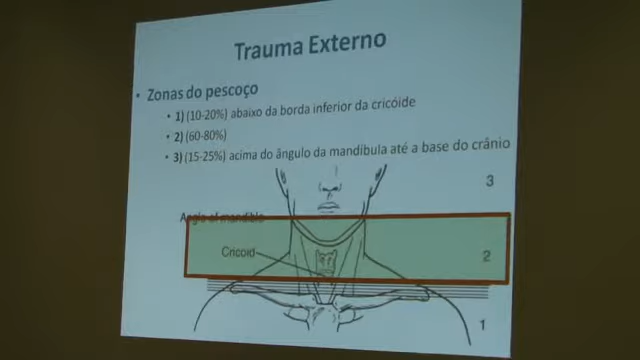 Trauma Externo
• Zonas do pescoço
• 1) (10-20%) abaixo da borda inferior da cricóide
• 2) (60-80%)
• 3) (15-25%) acima do ângulo da mandíbula até a base do crânio
3
Angle of mandible
Cricoid
2
1